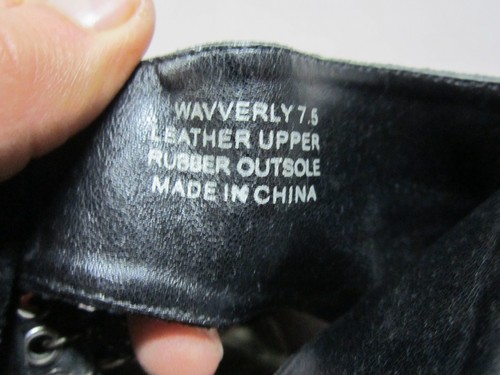 WAVVERLY 7.5
LEATHER UPPER
RUBBER OUTSOLE
MADE IN CHINA